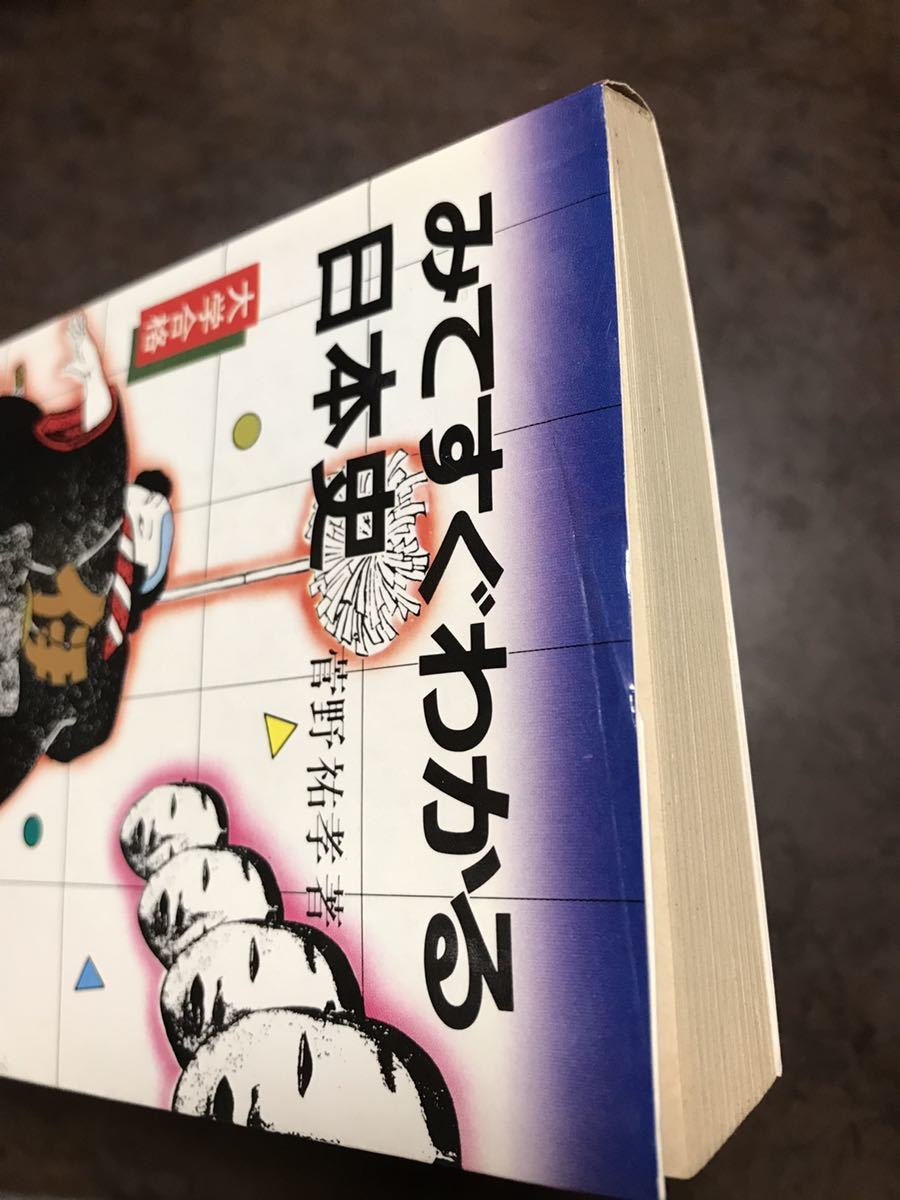 みてすぐわかる
日本史
大学合格
菅野祐孝著